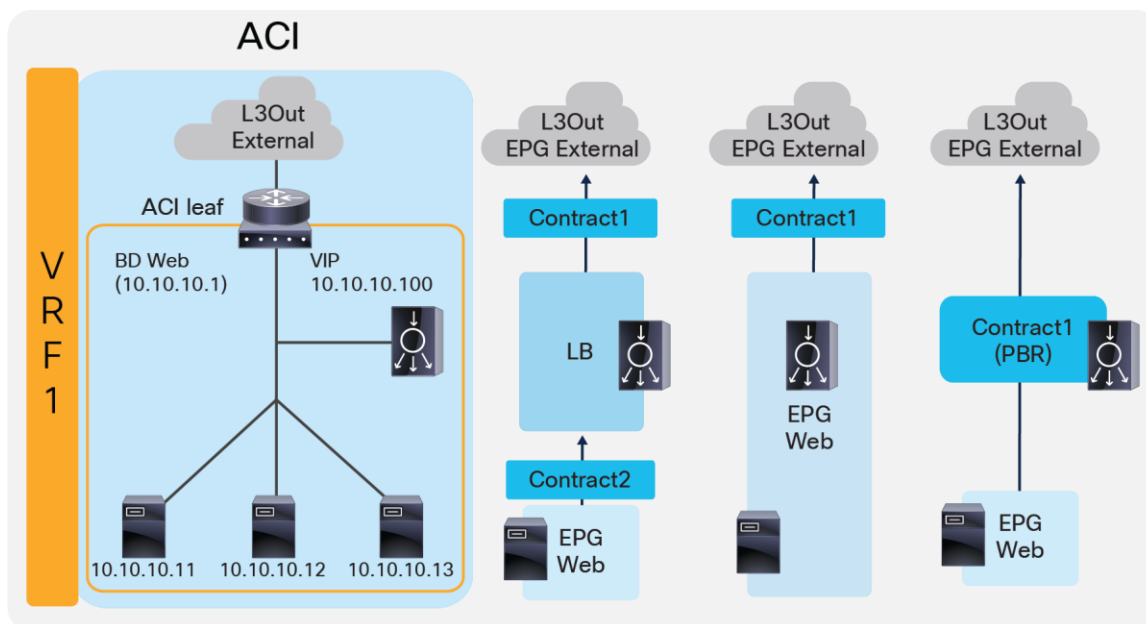 ACI
VRF1
L3Out
External
ACI leaf
BD Web
(10.10.10.1)
VIP
10.10.10.100
10.10.10.11
10.10.10.12
10.10.10.13
L3Out
EPG External
Contract1
LB
Contract2
EPG
Web
L3Out
EPG External
Contract1
EPG
Web
L3Out
EPG External
Contract1
(PBR)
EPG
Web